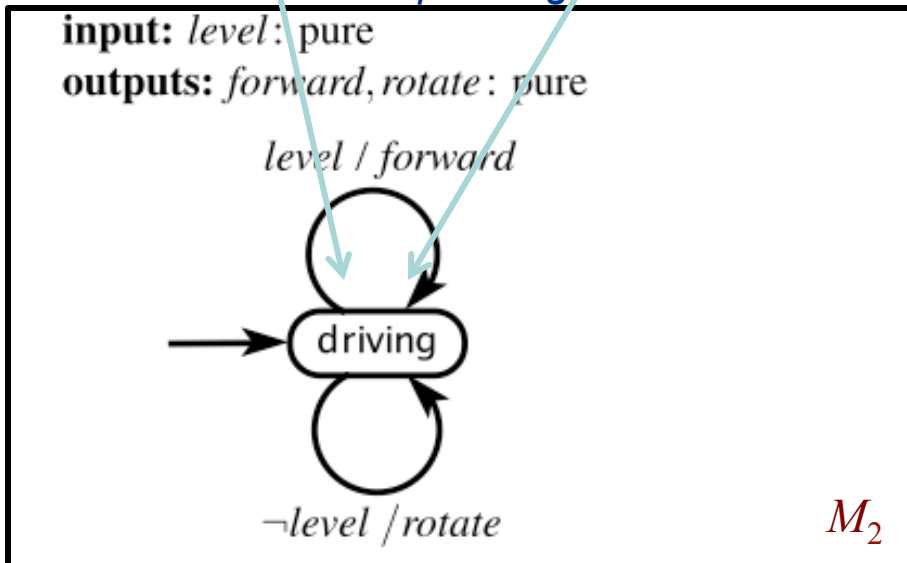 input: level: pure
outputs: forward, rotate: pure
level / forward
driving
¬level / rotate
M₂